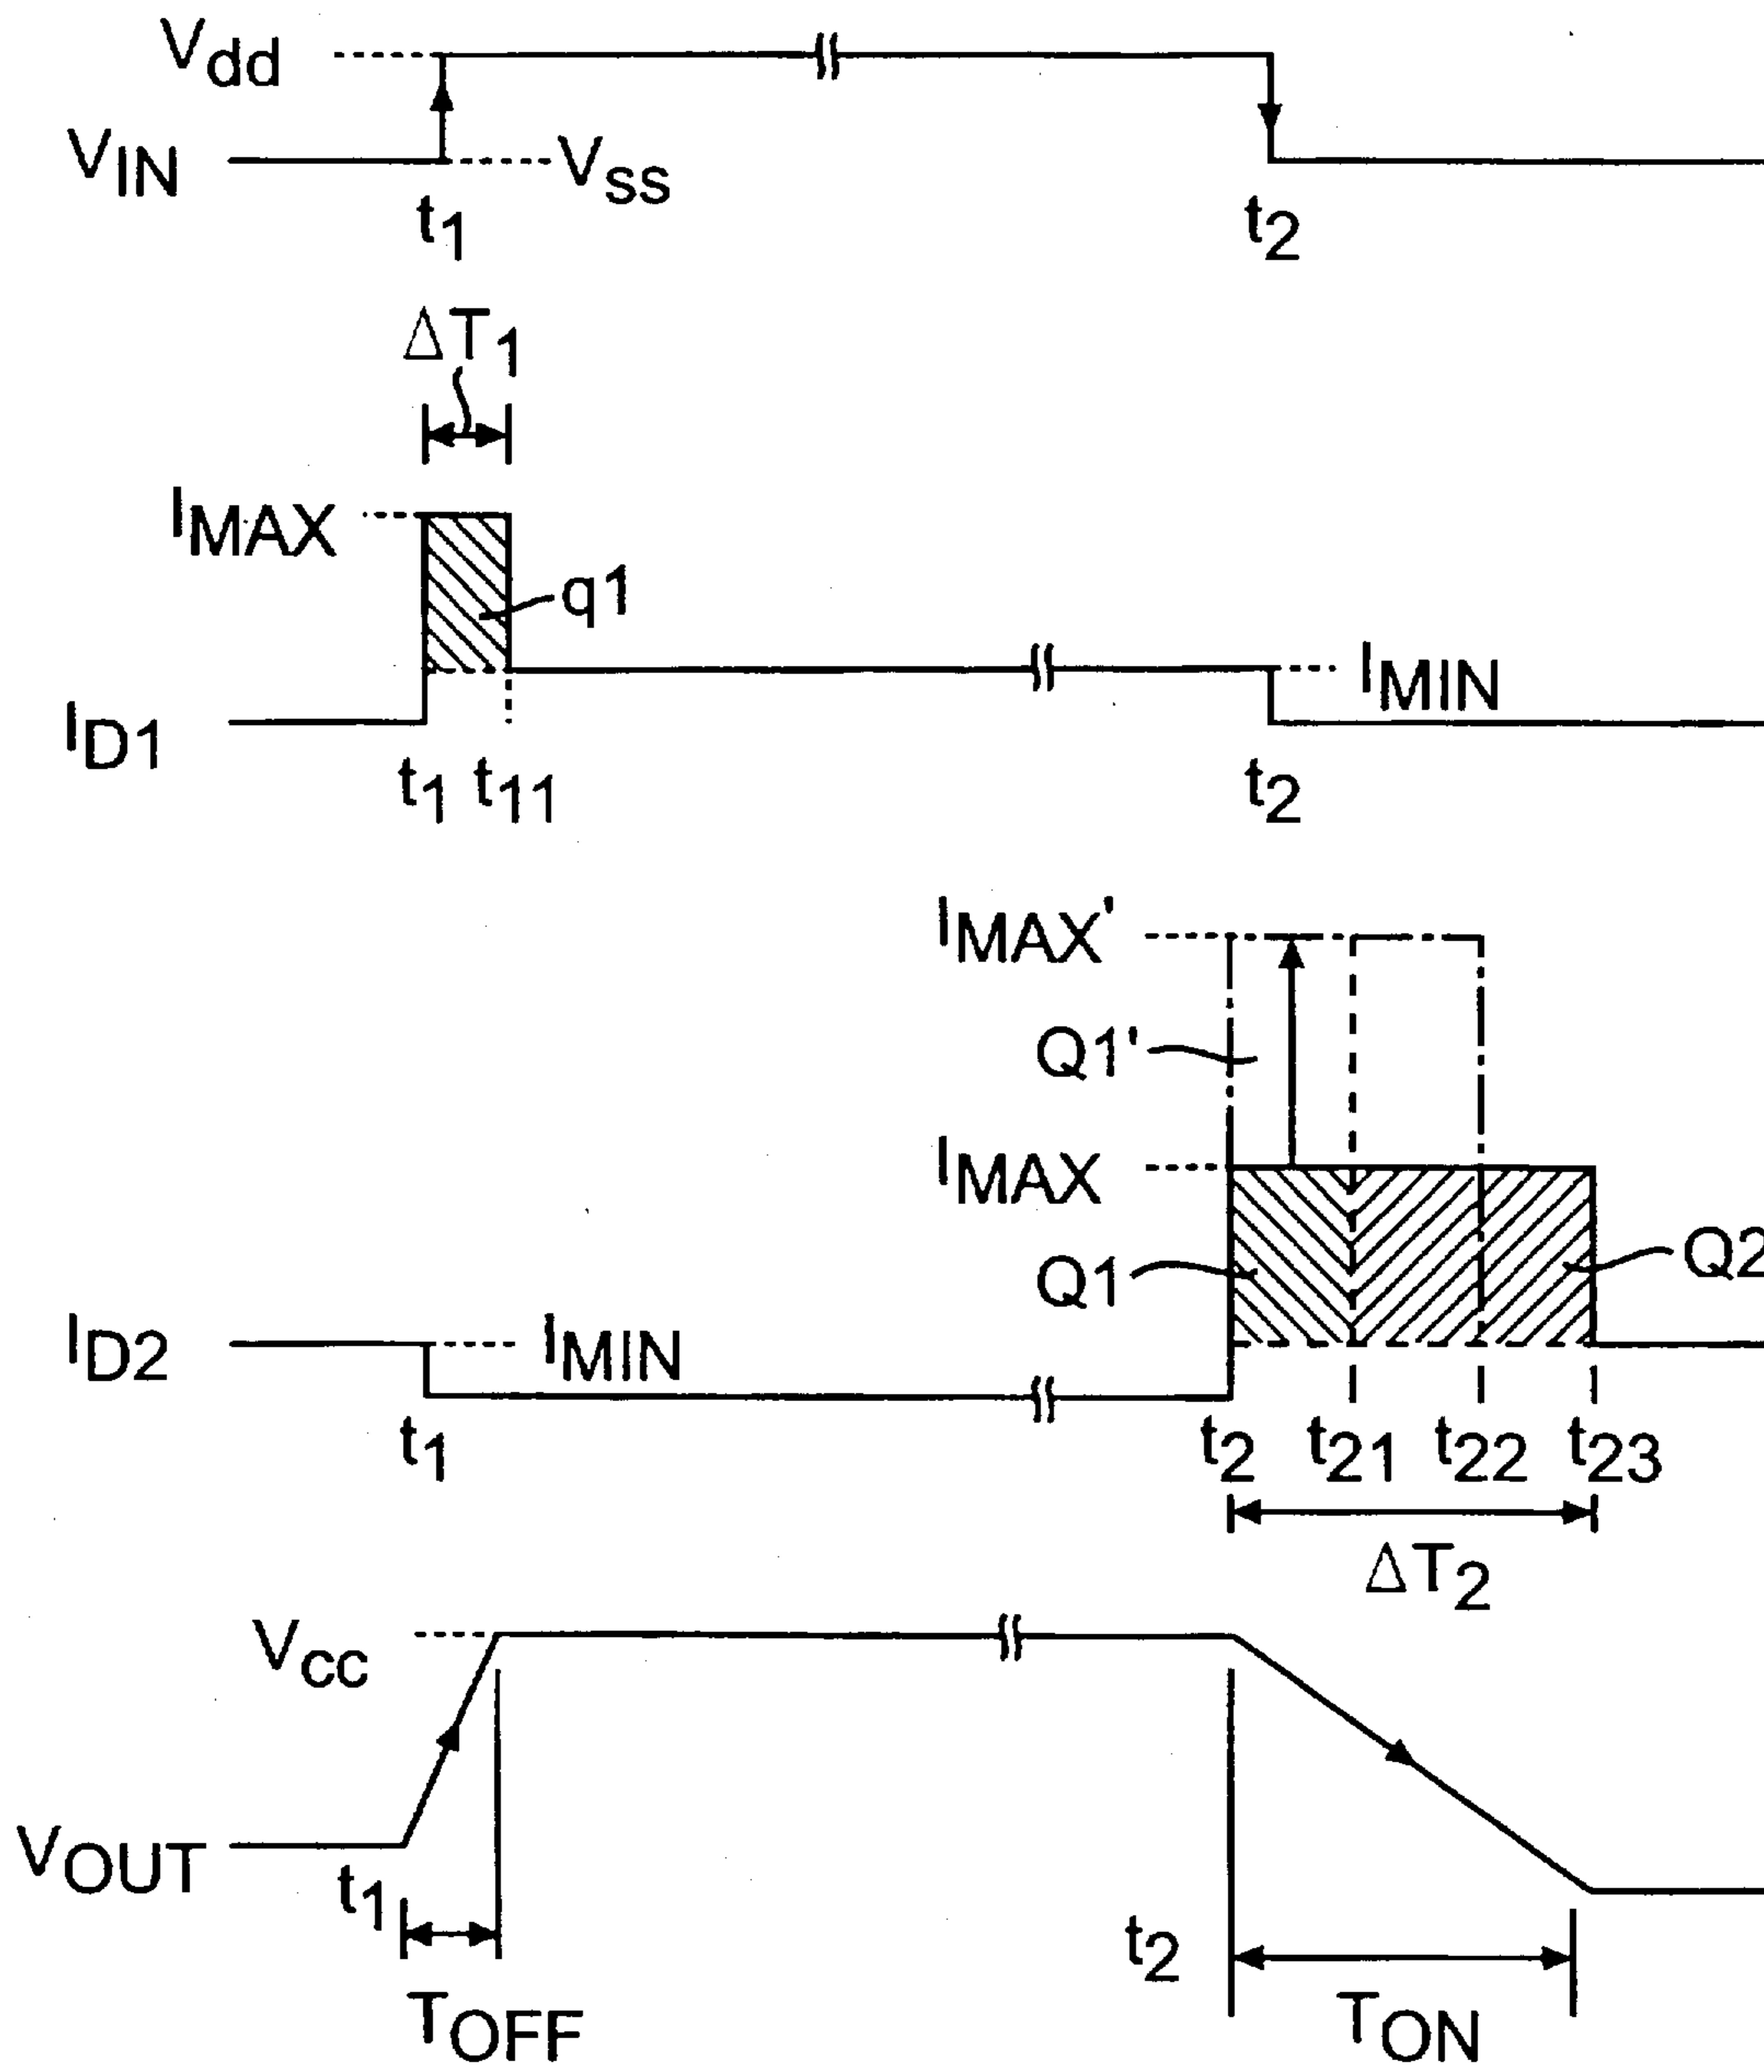 Vdd
VIN
Vss
t1
t2
ΔT1
IMAX
q1
IMIN
ID1
t1
t11
t2
IMAX'
Q1'
IMAX
Q1
Q2
ID2
IMIN
t1
t2
t21
t22
t23
ΔT2
Vcc
VOUT
t1
t2
TOFF
TON